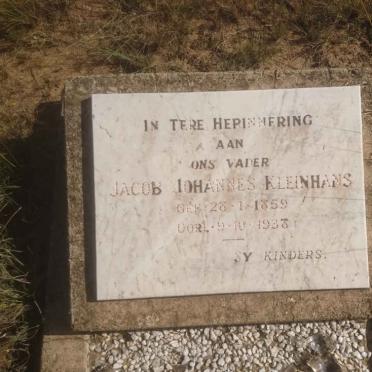 IN TERE HERINNERING
AAN
ONS VADER
JACOB JOHANNES KLEINHANS
GEB. 28-1-1859
OORL. 9-10-1938
SY KINDERS.